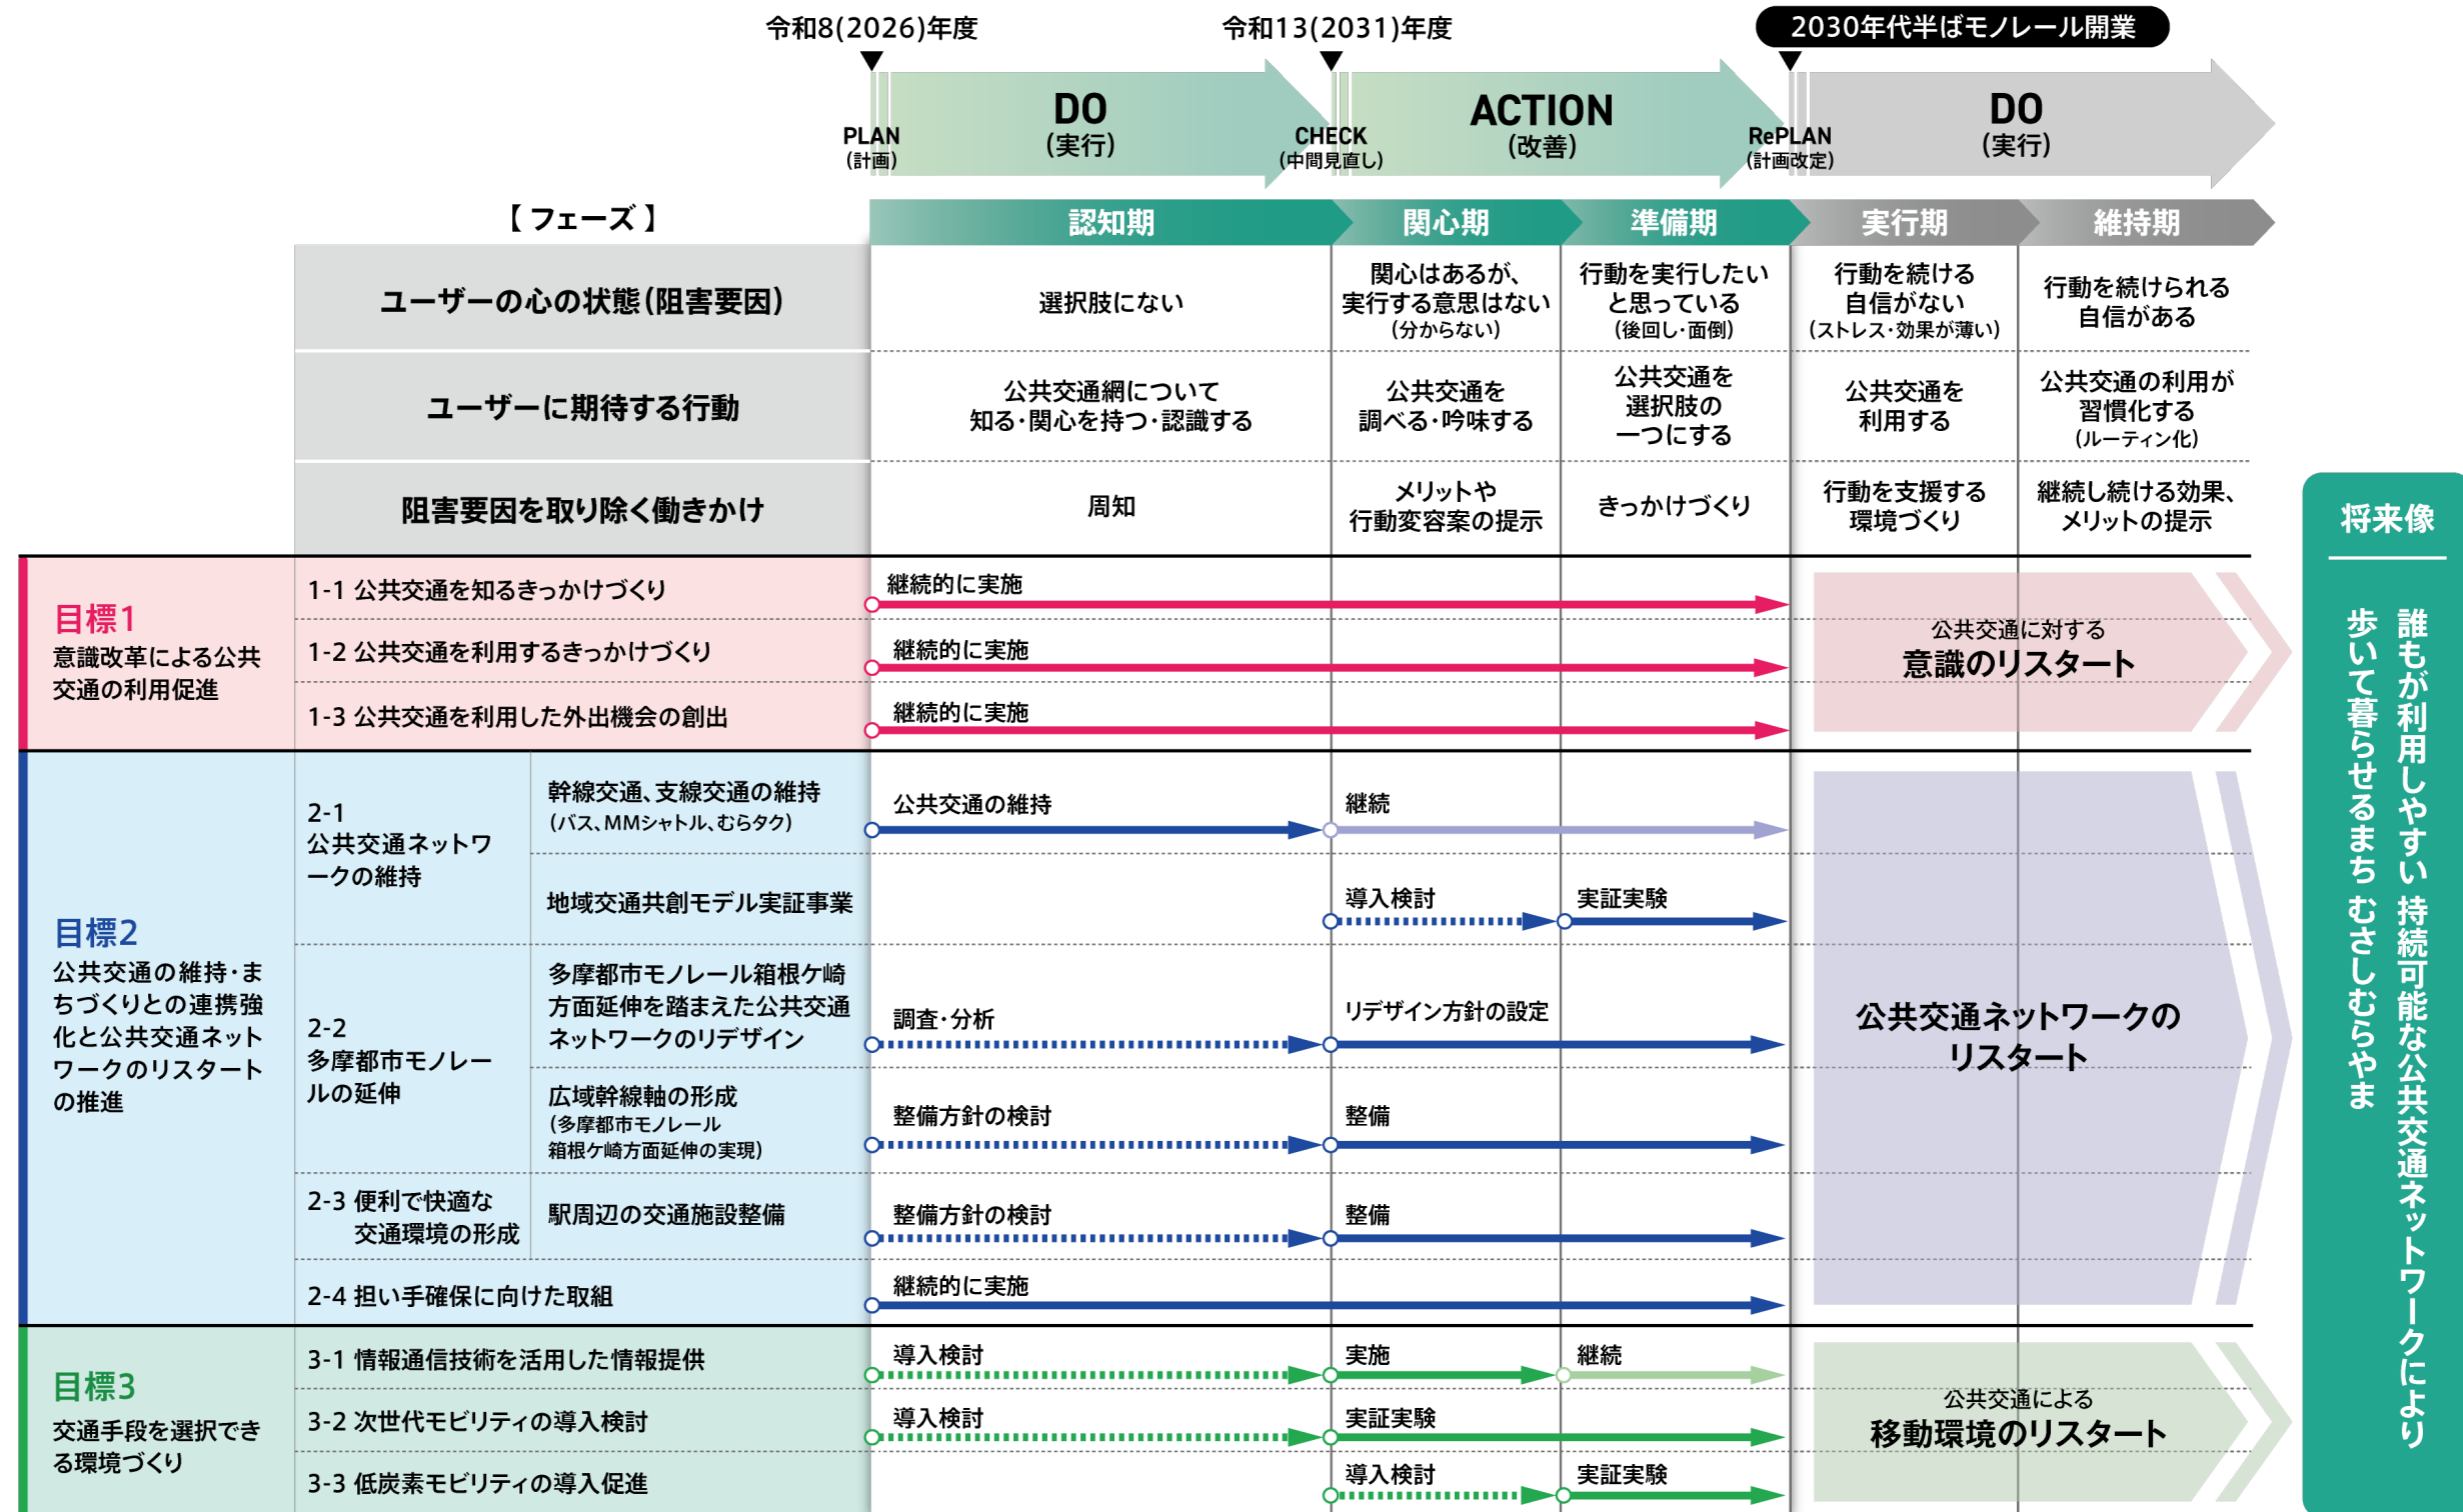 令和8(2026)年度
令和13(2031)年度
2030年代半ばモノレール開業
PLAN
(計画)
DO
(実行)
CHECK
(中間見直し)
ACTION
(改善)
RePLAN
(計画改定)
DO
(実行)
【 フェーズ 】
認知期
関心期
準備期
実行期
維持期
ユーザーの心の状態(阻害要因)
選択肢にない
関心はあるが、
実行する意思はない
(分からない)
行動を実行したい
と思っている
(後回し・面倒)
行動を続ける
自信がない
(ストレス・効果が薄い)
行動を続けられる
自信がある
ユーザーに期待する行動
公共交通網について
知る・関心を持つ・認識する
公共交通を
調べる・吟味する
公共交通を
選択肢の
一つにする
公共交通を
利用する
公共交通の利用が
習慣化する
(ルーティン化)
阻害要因を取り除く働きかけ
周知
メリットや
行動変容案の提示
きっかけづくり
行動を支援する
環境づくり
継続し続ける効果、
メリットの提示
目標1
意識改革による公共
交通の利用促進
1-1 公共交通を知るきっかけづくり
継続的に実施
1-2 公共交通を利用するきっかけづくり
継続的に実施
1-3 公共交通を利用した外出機会の創出
継続的に実施
公共交通に対する
意識のリスタート
目標2
公共交通の維持・ま
ちづくりとの連携強
化と公共交通ネット
ワークのリスタート
の推進
2-1
公共交通ネットワ
ークの維持
幹線交通、支線交通の維持
(バス、MMシャトル、むらタク)
公共交通の維持
継続
地域交通共創モデル実証事業
導入検討
実証実験
2-2
多摩都市モノレー
ルの延伸
多摩都市モノレール箱根ケ崎
方面延伸を踏まえた公共交通
ネットワークのリデザイン
調査・分析
リデザイン方針の設定
広域幹線軸の形成
(多摩都市モノレール
箱根ケ崎方面延伸の実現)
整備方針の検討
整備
2-3 便利で快適な
交通環境の形成
駅周辺の交通施設整備
整備方針の検討
整備
2-4 担い手確保に向けた取組
継続的に実施
公共交通ネットワークの
リスタート
目標3
交通手段を選択でき
る環境づくり
3-1 情報通信技術を活用した情報提供
導入検討
実施
継続
3-2 次世代モビリティの導入検討
導入検討
実証実験
3-3 低炭素モビリティの導入促進
導入検討
実証実験
公共交通による
移動環境のリスタート
将来像
誰もが利用しやすい 持続可能な公共交通ネットワークにより
歩いて暮らせるまち むさしむらやま